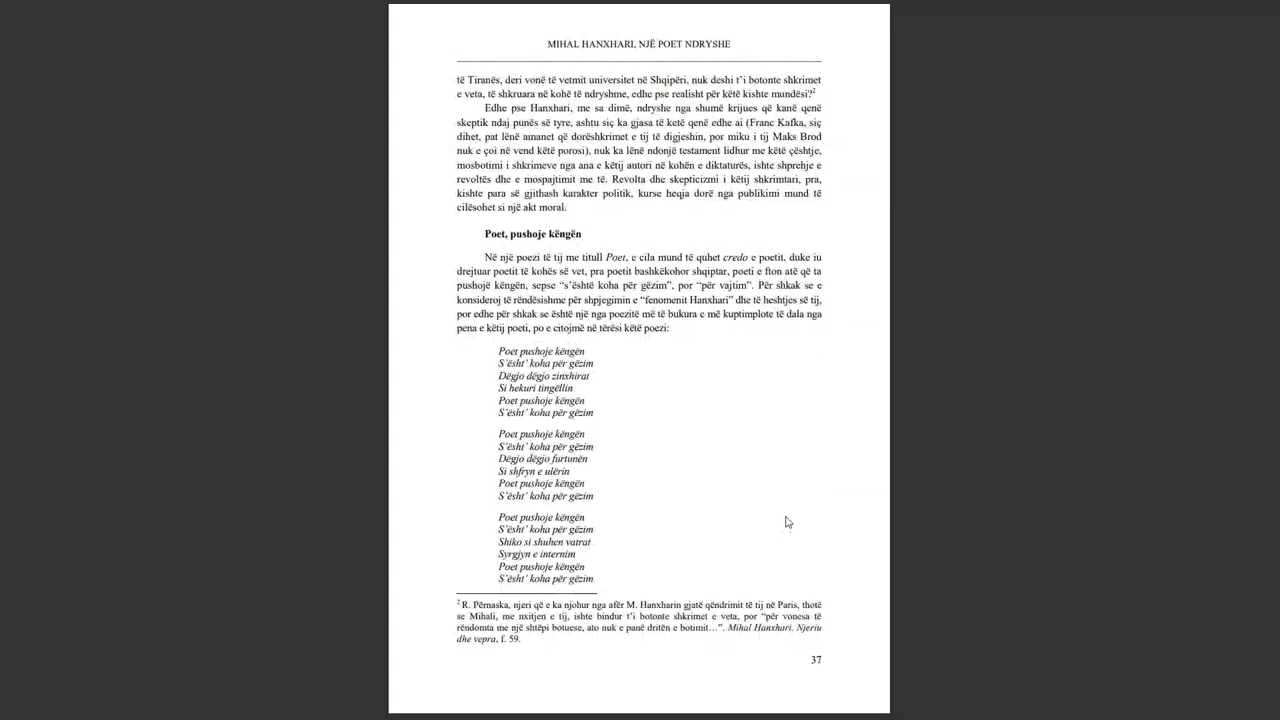 MIHAL HANXHARI, NJË POET NDRYSHE
të Tiranës, deri vonë të vetmit universitet në Shqipëri, nuk deshi t’i botonte shkrimet
e veta, të shkruara në kohë të ndryshme, edhe pse realisht për këtë kishte mundësi?2
Edhe pse Hanxhari, me sa dimë, ndryshe nga shumë krijues që kanë qenë
skeptik ndaj punës së tyre, ashtu siç ka gjasa të ketë qenë edhe ai (Franc Kafka, siç
dihet, pat lënë amanet që dorëshkrimet e tij të digjeshin, por miku i tij Maks Brod
nuk e çoi në vend këtë porosi), nuk ka lënë ndonjë testament lidhur me këtë çështje,
mosbotimi i shkrimeve nga ana e këtij autori në kohën e diktaturës, ishte shprehje e
revoltës dhe e mospajtimit me të. Revolta dhe skepticizmi i këtij shkrimtari, pra,
kishte para së gjithash karakter politik, kurse heqja dorë nga publikimi mund të
cilësohet si një akt moral.
Poet, pushoje këngën
Në një poezi të tij me titull Poet, e cila mund të quhet credo e poetit, duke iu
drejtuar poetit të kohës së vet, pra poetit bashkëkohor shqiptar, poeti e fton atë që ta
pushojë këngën, sepse “s’është koha për gëzim”, por “për vajtim”. Për shkak se e
konsideroj të rëndësishme për shpjegimin e “fenomenit Hanxhari” dhe të heshtjes së tij,
por edhe për shkak se është një nga poezitë më të bukura e më kuptimplote të dala nga
pena e këtij poeti, po e citojmë në tërësi këtë poezi:
Poet pushoje këngën
S’ësht’ koha për gëzim
Dëgjo dëgjo zinxhirat
Si hekuri tingëllin
Poet pushoje këngën
S’ësht’ koha për gëzim
Poet pushoje këngën
S’ësht’ koha për gëzim
Dëgjo dëgjo furtunën
Si shfryn e ulërin
Poet pushoje këngën
S’ësht’ koha për gëzim
Poet pushoje këngën
S’ësht’ koha për gëzim
Shiko si shuhen vatrat
Syrgjyn e internim
Poet pushoje këngën
S’ësht’ koha për gëzim
2 R. Përnaska, njeri që e ka njohur nga afër M. Hanxharin gjatë qëndrimit të tij në Paris, thotë
se Mihali, me nxitjen e tij, ishte bindur t’i botonte shkrimet e veta, por “për vonesa të
rëndomta me një shtëpi botuese, ato nuk e panë dritën e botimit…”. Mihal Hanxhari. Njeriu
dhe vepra, f. 59.
37